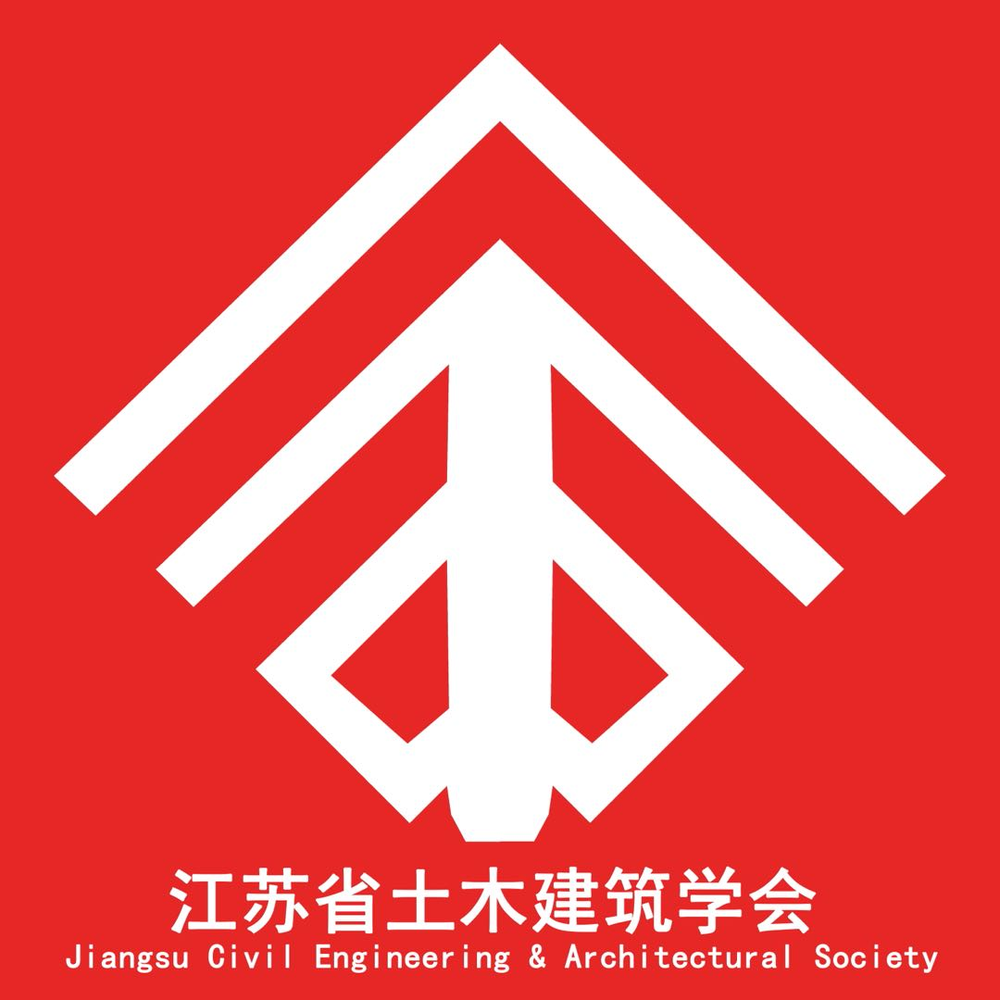 江苏省土木建筑学会
Jiangsu Civil Engineering & Architectural Society